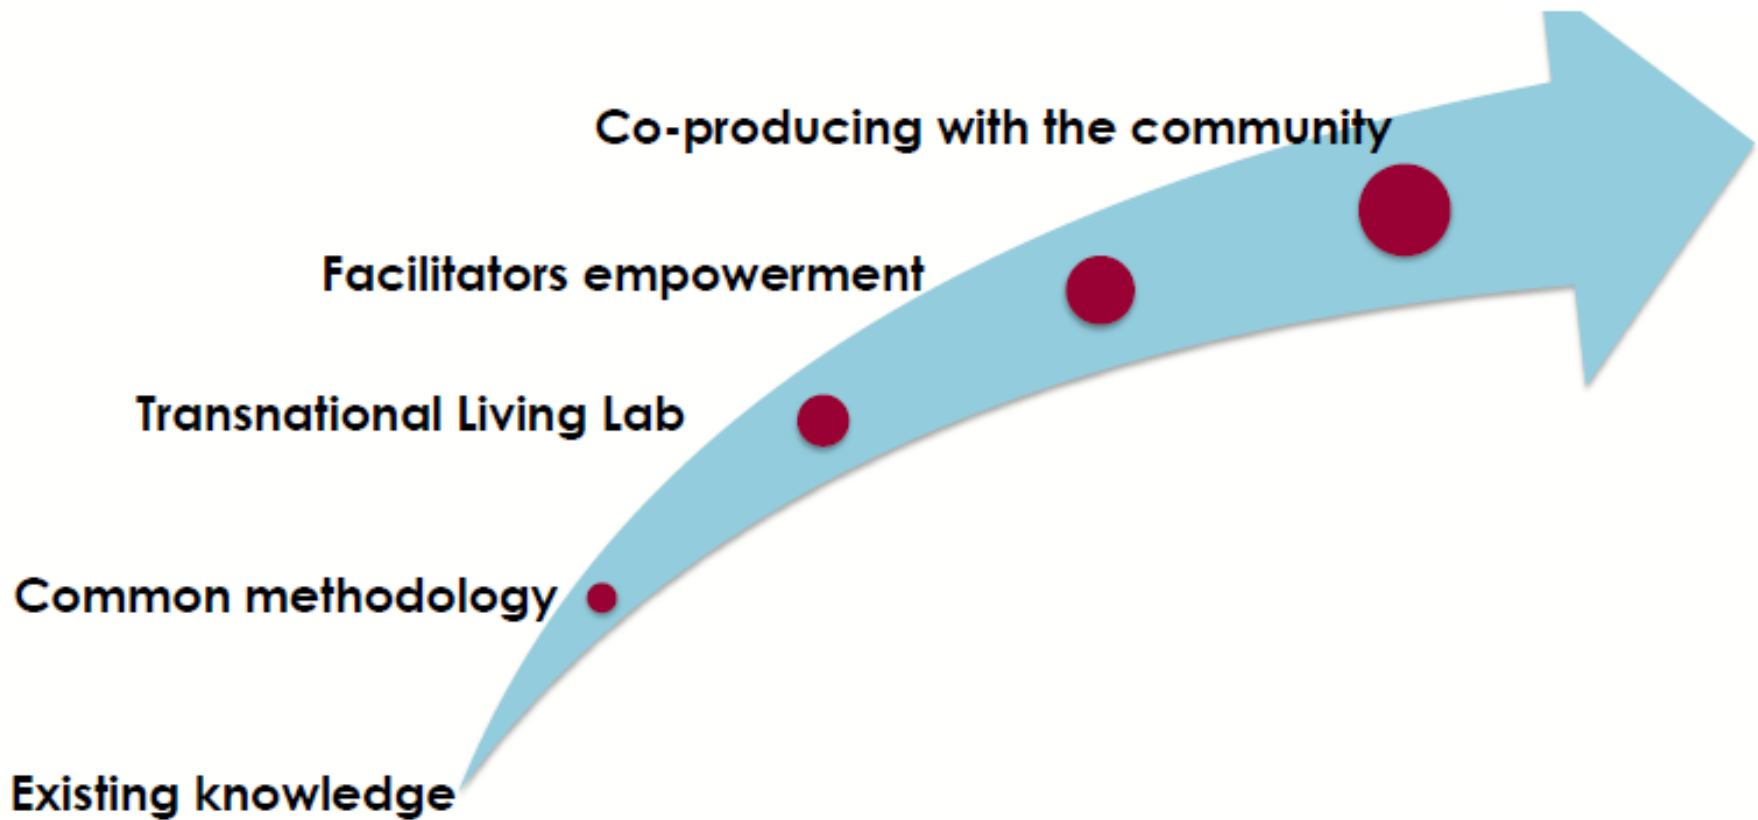 Co-producing with the community
Facilitators empowerment
Transnational Living Lab
Common methodology
Existing knowledge